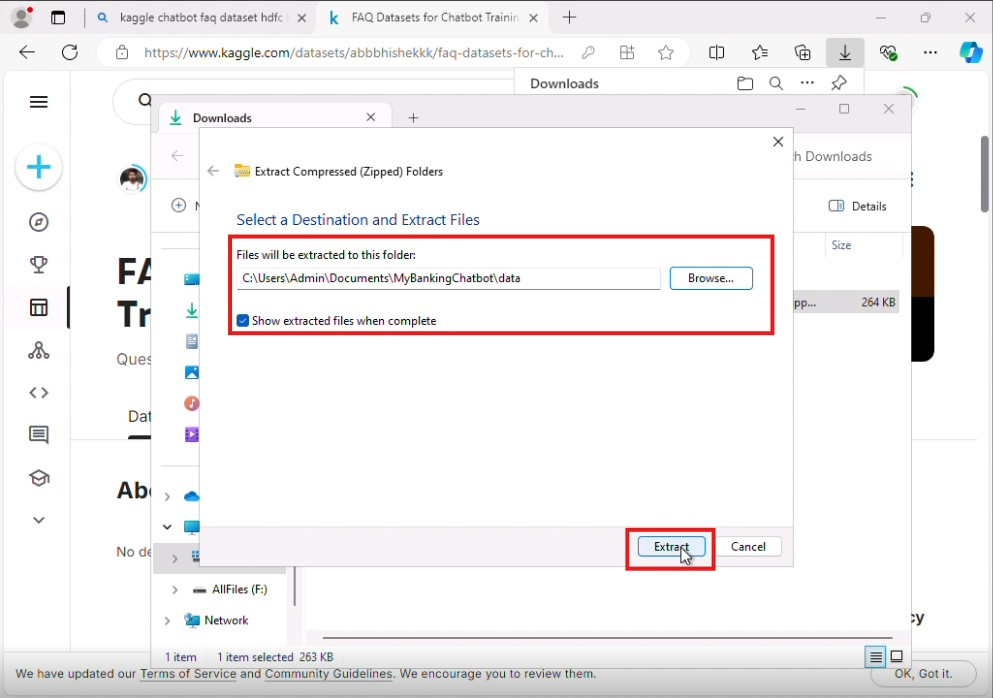 kaggle chatbot faq dataset hdfc
FAQ Datasets for Chatbot Trainin
https://www.kaggle.com/datasets/abbbhishekkk/faq-datasets-for-ch...
Downloads
Downloads
h Downloads
Extract Compressed (Zipped) Folders
N
Details
Select a Destination and Extract Files
Size
Files will be extracted to this folder:
C:\Users\Admin\Documents\MyBankingChatbot\data
Browse...
FA
pp...
264 KB
Tr
Show extracted files when complete
Ques
Dat
Abo
Extract
Cancel
No de
AllFiles (F:)
Network
cy
1 item
1 item selected 263 KB
We have updated our Terms of Service and Community Guidelines. We encourage you to review them.
OK, Got it.